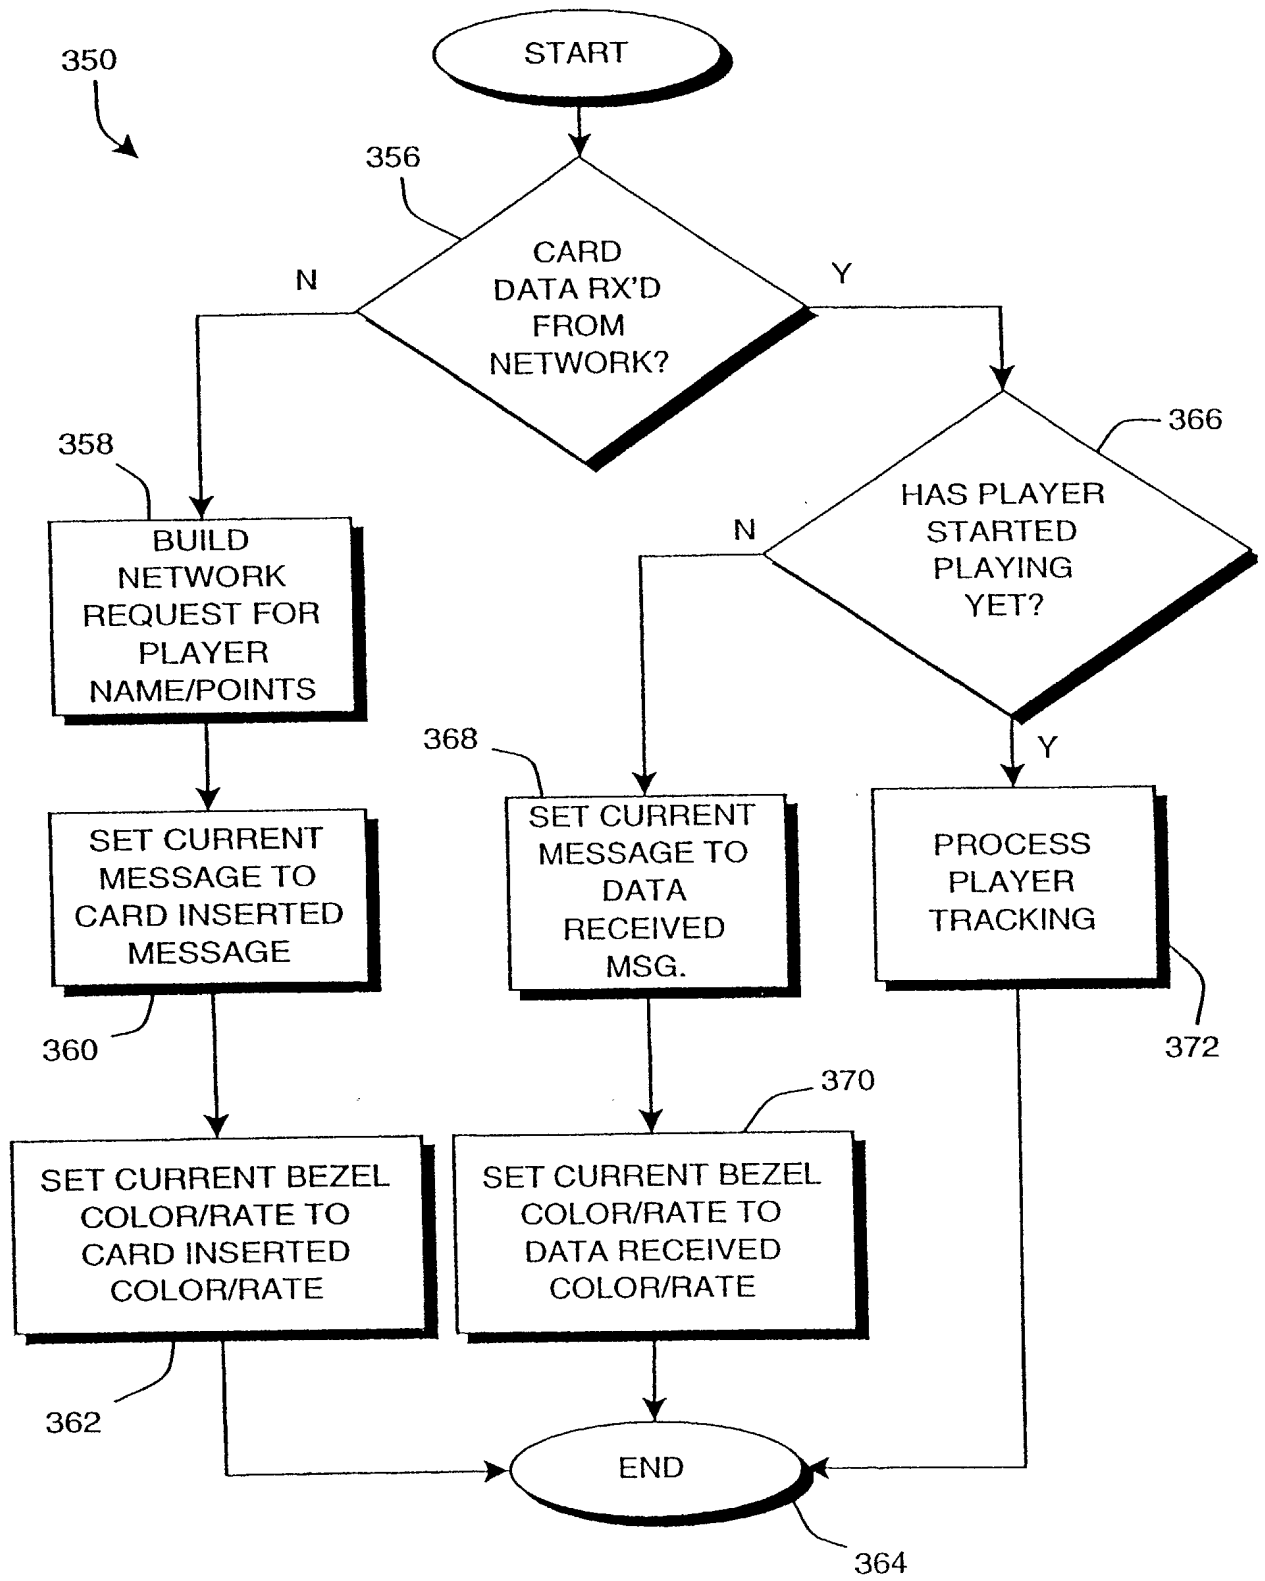 350
START
356
CARD
DATA RX'D
FROM
NETWORK?
N
Y
366
HAS PLAYER
STARTED
PLAYING
YET?
N
Y
358
BUILD
NETWORK
REQUEST FOR
PLAYER
NAME/POINTS
368
SET CURRENT
MESSAGE TO
DATA
RECEIVED
MSG.
PROCESS
PLAYER
TRACKING
372
SET CURRENT
MESSAGE TO
CARD INSERTED
MESSAGE
360
370
SET CURRENT BEZEL
COLOR/RATE TO
CARD INSERTED
COLOR/RATE
362
SET CURRENT BEZEL
COLOR/RATE TO
DATA RECEIVED
COLOR/RATE
END
364